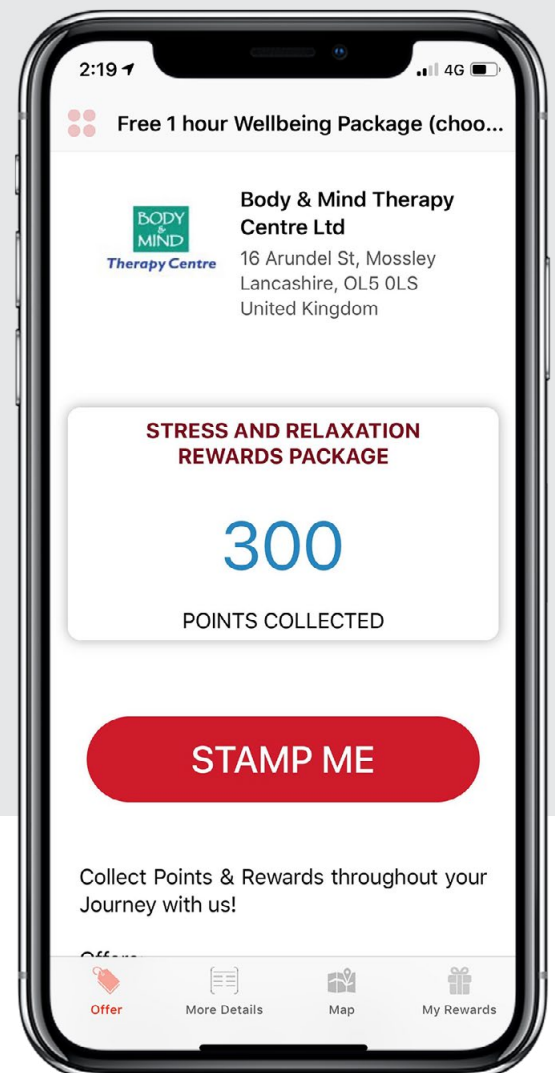 2:19
4G
Free 1 hour Wellbeing Package (choo...
BODY
&
MIND
Therapy Centre
Body & Mind Therapy
Centre Ltd
16 Arundel St, Mossley
Lancashire, OL5 0LS
United Kingdom
STRESS AND RELAXATION
REWARDS PACKAGE
300
POINTS COLLECTED
STAMP ME
Collect Points & Rewards throughout your
Journey with us!
Offer
More Details
Map
My Rewards